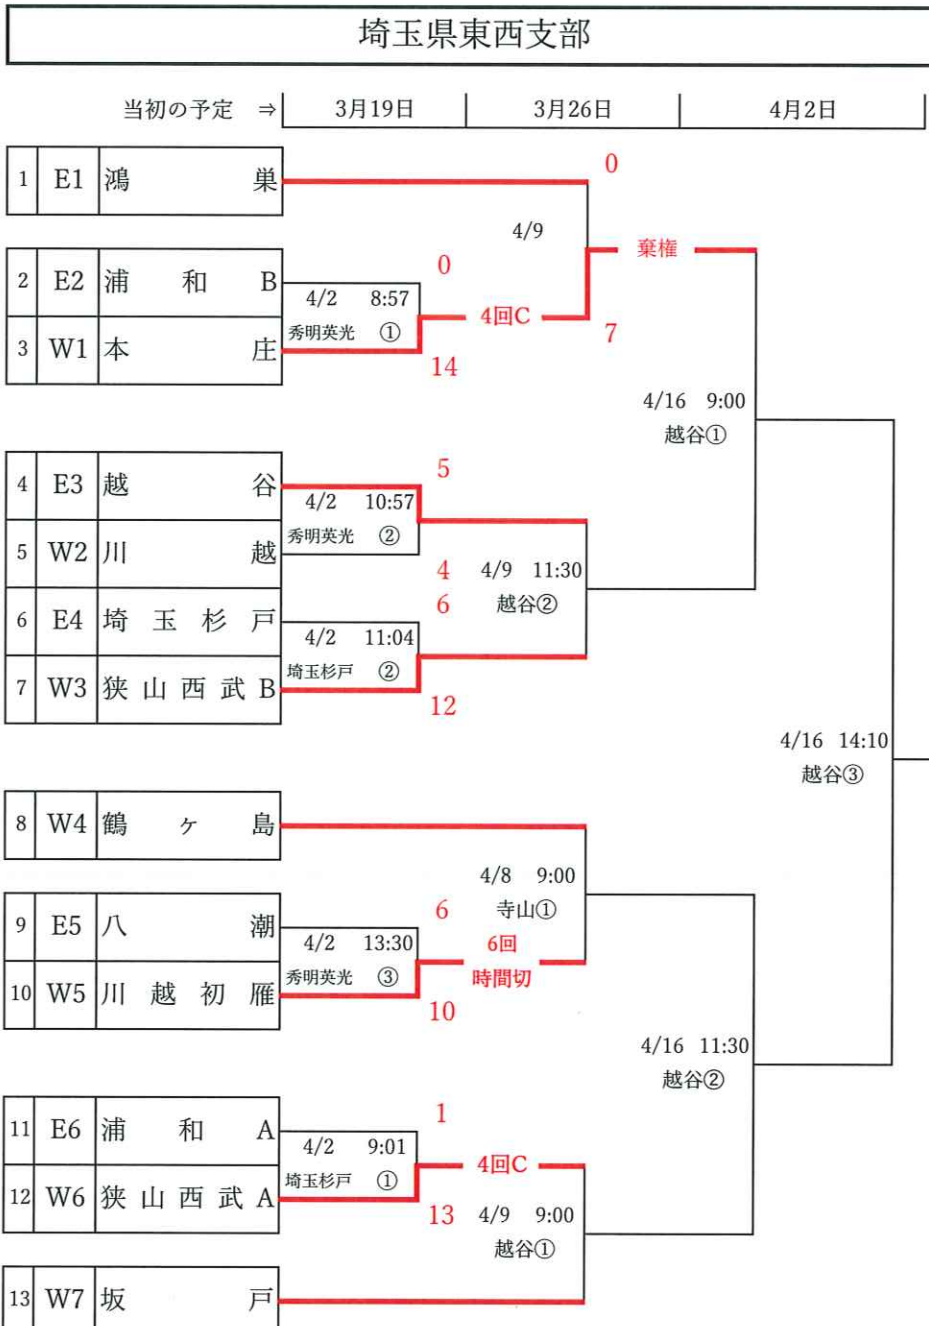 埼玉県東西支部
当初の予定 ⇒ 3月19日 3月26日 4月2日
1 E1 鴻巣
0
4/9
棄権
2 E2 浦和B
0
4/2 8:57
秀明英光 ①
4回C
7
3 W1 本庄
14
4/16 9:00
越谷①
4 E3 越谷
5
4/2 10:57
秀明英光 ②
5 W2 川越
4
4/9 11:30
越谷②
6 E4 埼玉杉戸
6
4/2 11:04
埼玉杉戸 ②
7 W3 狭山西武B
12
4/16 14:10
越谷③
8 W4 鶴ヶ島
4/8 9:00
寺山①
9 E5 八潮
6
4/2 13:30
秀明英光 ③
6回
時間切
10 W5 川越初雁
10
4/16 11:30
越谷②
11 E6 浦和A
1
4/2 9:01
埼玉杉戸 ①
4回C
12 W6 狭山西武A
13
4/9 9:00
越谷①
13 W7 坂戸